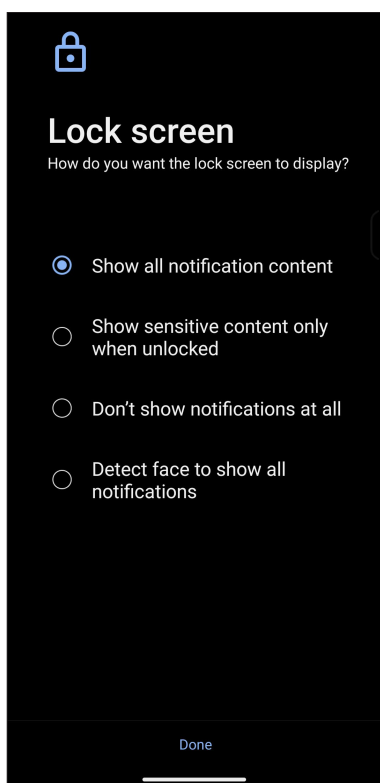 Lock screen
How do you want the lock screen to display?
Show all notification content
Show sensitive content only
when unlocked
Don’t show notifications at all
Detect face to show all
notifications
Done